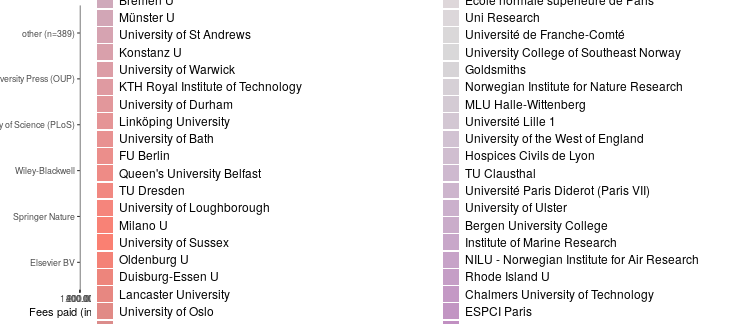 other (n=389)
versity Press (OUP)
y of Science (PLoS)
Wiley-Blackwell
Springer Nature
Elsevier BV
Fees paid (in
Bremen U
Münster U
University of St Andrews
Konstanz U
University of Warwick
KTH Royal Institute of Technology
University of Durham
Linköping University
University of Bath
FU Berlin
Queen's University Belfast
TU Dresden
University of Loughborough
Milano U
University of Sussex
Oldenburg U
Duisburg-Essen U
Lancaster University
University of Oslo
École normale supérieure de Paris
Uni Research
Université de Franche-Comté
University College of Southeast Norway
Goldsmiths
Norwegian Institute for Nature Research
MLU Halle-Wittenberg
Université Lille 1
University of the West of England
Hospices Civils de Lyon
TU Clausthal
Université Paris Diderot (Paris VII)
University of Ulster
Bergen University College
Institute of Marine Research
NILU - Norwegian Institute for Air Research
Rhode Island U
Chalmers University of Technology
ESPCI Paris